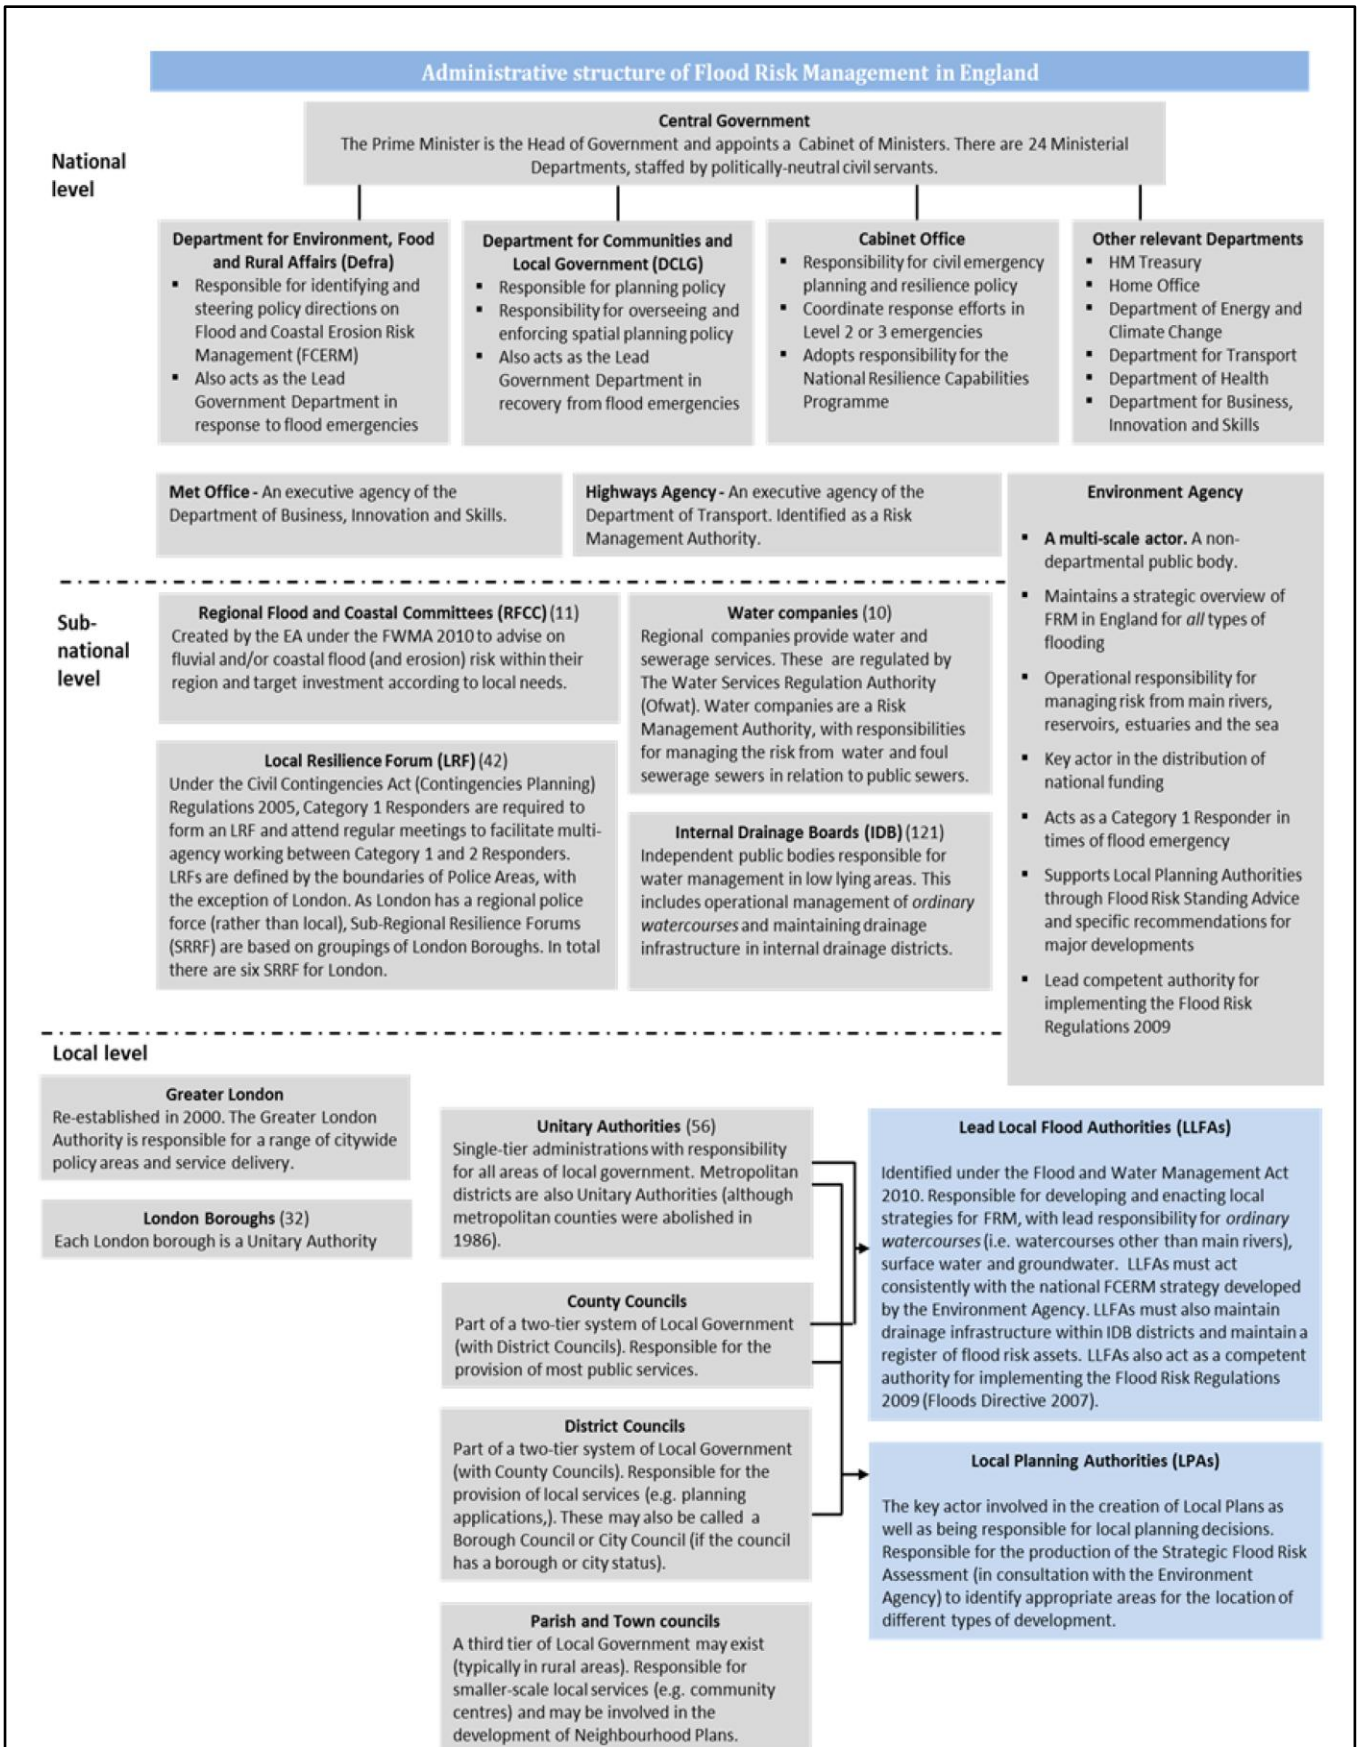 Administrative structure of Flood Risk Management in England
National
level
Central Government
The Prime Minister is the Head of Government and appoints a Cabinet of Ministers. There are 24 Ministerial
Departments, staffed by politically-neutral civil servants.
Department for Environment, Food
and Rural Affairs (Defra)
▪ Responsible for identifying and
steering policy directions on
Flood and Coastal Erosion Risk
Management (FCERM)
▪ Also acts as the Lead
Government Department in
response to flood emergencies
Department for Communities and
Local Government (DCLG)
▪ Responsible for planning policy
▪ Responsibility for overseeing and
enforcing spatial planning policy
▪ Also acts as the Lead
Government Department in
recovery from flood emergencies
Cabinet Office
▪ Responsibility for civil emergency
planning and resilience policy
▪ Coordinate response efforts in
Level 2 or 3 emergencies
▪ Adopts responsibility for the
National Resilience Capabilities
Programme
Other relevant Departments
▪ HM Treasury
▪ Home Office
▪ Department of Energy and
Climate Change
▪ Department for Transport
▪ Department of Health
▪ Department for Business,
Innovation and Skills
Met Office - An executive agency of the
Department of Business, Innovation and Skills.
Highways Agency - An executive agency of the
Department of Transport. Identified as a Risk
Management Authority.
Environment Agency
▪ A multi-scale actor. A non-
departmental public body.
▪ Maintains a strategic overview of
FRM in England for all types of
flooding
▪ Operational responsibility for
managing risk from main rivers,
reservoirs, estuaries and the sea
▪ Key actor in the distribution of
national funding
▪ Acts as a Category 1 Responder in
times of flood emergency
▪ Supports Local Planning Authorities
through Flood Risk Standing Advice
and specific recommendations for
major developments
▪ Lead competent authority for
implementing the Flood Risk
Regulations 2009
Sub-
national
level
Regional Flood and Coastal Committees (RFCC) (11)
Created by the EA under the FWMA 2010 to advise on
fluvial and/or coastal flood (and erosion) risk within their
region and target investment according to local needs.
Water companies (10)
Regional companies provide water and
sewerage services. These are regulated by
The Water Services Regulation Authority
(Ofwat). Water companies are a Risk
Management Authority, with responsibilities
for managing the risk from water and foul
sewerage sewers in relation to public sewers.
Local Resilience Forum (LRF) (42)
Under the Civil Contingencies Act (Contingencies Planning)
Regulations 2005, Category 1 Responders are required to
form an LRF and attend regular meetings to facilitate multi-
agency working between Category 1 and 2 Responders.
LRFs are defined by the boundaries of Police Areas, with
the exception of London. As London has a regional police
force (rather than local), Sub-Regional Resilience Forums
(SRRF) are based on groupings of London Boroughs. In total
there are six SRRF for London.
Internal Drainage Boards (IDB) (121)
Independent public bodies responsible for
water management in low lying areas. This
includes operational management of ordinary
watercourses and maintaining drainage
infrastructure in internal drainage districts.
Local level
Greater London
Re-established in 2000. The Greater London
Authority is responsible for a range of citywide
policy areas and service delivery.
London Boroughs (32)
Each London borough is a Unitary Authority
Unitary Authorities (56)
Single-tier administrations with responsibility
for all areas of local government. Metropolitan
districts are also Unitary Authorities (although
metropolitan counties were abolished in
1986).
County Councils
Part of a two-tier system of Local Government
(with District Councils). Responsible for the
provision of most public services.
District Councils
Part of a two-tier system of Local Government
(with County Councils). Responsible for the
provision of local services (e.g. planning
applications,). These may also be called a
Borough Council or City Council (if the council
has a borough or city status).
Parish and Town councils
A third tier of Local Government may exist
(typically in rural areas). Responsible for
smaller-scale local services (e.g. community
centres) and may be involved in the
development of Neighbourhood Plans.
Lead Local Flood Authorities (LLFAs)
Identified under the Flood and Water Management Act
2010. Responsible for developing and enacting local
strategies for FRM, with lead responsibility for ordinary
watercourses (i.e. watercourses other than main rivers),
surface water and groundwater. LLFAs must act
consistently with the national FCERM strategy developed
by the Environment Agency. LLFAs must also maintain
drainage infrastructure within IDB districts and maintain a
register of flood risk assets. LLFAs also act as a competent
authority for implementing the Flood Risk Regulations
2009 (Floods Directive 2007).
Local Planning Authorities (LPAs)
The key actor involved in the creation of Local Plans as
well as being responsible for local planning decisions.
Responsible for the production of the Strategic Flood Risk
Assessment (in consultation with the Environment
Agency) to identify appropriate areas for the location of
different types of development.